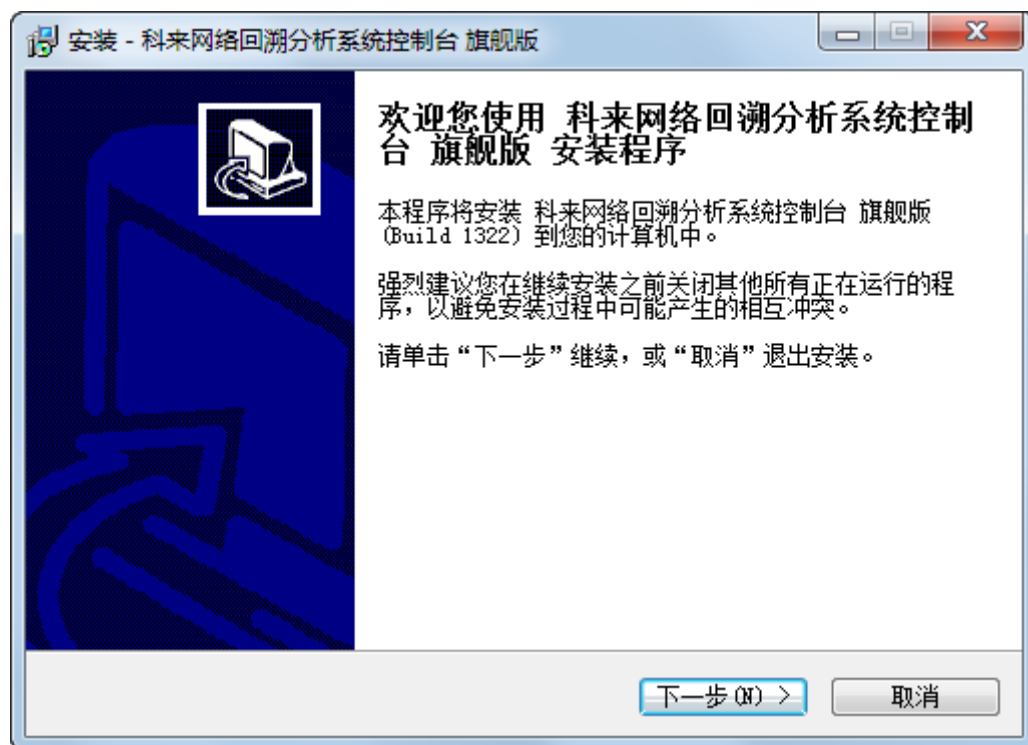 安装 - 科来网络回溯分析系统控制台 旗舰版
欢迎您使用 科来网络回溯分析系统控制
台 旗舰版 安装程序
本程序将安装 科来网络回溯分析系统控制台 旗舰版
(Build 1322) 到您的计算机中。
强烈建议您在继续安装之前关闭其他所有正在运行的程
序，以避免安装过程中可能产生的相互冲突。
请单击“下一步”继续，或“取消”退出安装。
下一步(N) >
取消